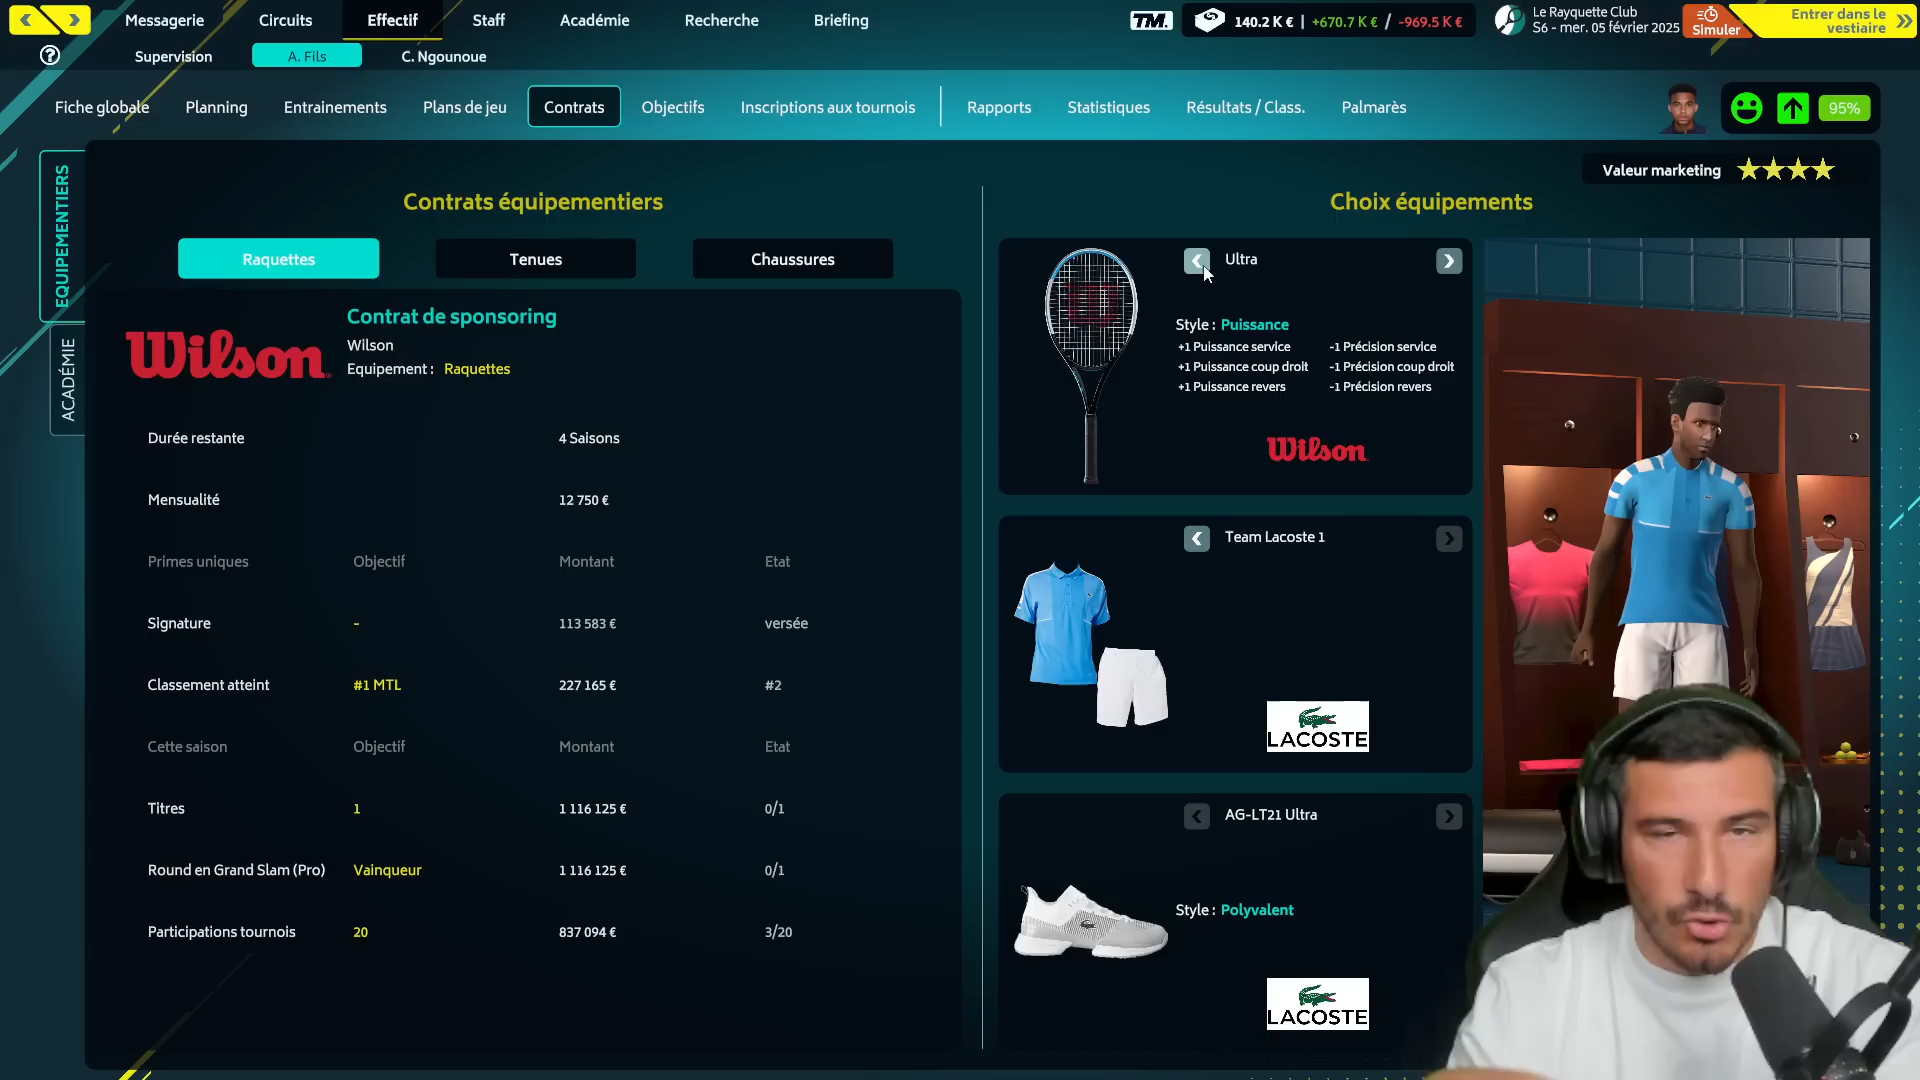 Messagerie
Circuits
Effectif
Staff
Académie
Recherche
Briefing
TM.
140.2 K € | +670.7 K € / -969.5 K €
Le Rayquette Club
S6 - mer. 05 février 2025
Simuler
Entrer dans le
vestiaire
?
Supervision
A. Fils
C. Ngounoue
Fiche globale
Planning
Entrainements
Plans de jeu
Contrats
Objectifs
Inscriptions aux tournois
Rapports
Statistiques
Résultats / Class.
Palmarès
95%
EQUIPEMENTIERS
ACADÉMIE
Valeur marketing
Contrats équipementiers
Raquettes
Tenues
Chaussures
Wilson
Contrat de sponsoring
Wilson
Equipement : Raquettes
Durée restante 4 Saisons
Mensualité 12 750 €
Primes uniques Objectif Montant Etat
Signature - 113 583 € versée
Classement atteint #1 MTL 227 165 € #2
Cette saison Objectif Montant Etat
Titres 1 1 116 125 € 0/1
Round en Grand Slam (Pro) Vainqueur 1 116 125 € 0/1
Participations tournois 20 837 094 € 3/20
Choix équipements
Ultra
Style : Puissance
+1 Puissance service -1 Précision service
+1 Puissance coup droit -1 Précision coup droit
+1 Puissance revers -1 Précision revers
Wilson
Team Lacoste 1
LACOSTE
AG-LT21 Ultra
Style : Polyvalent
LACOSTE